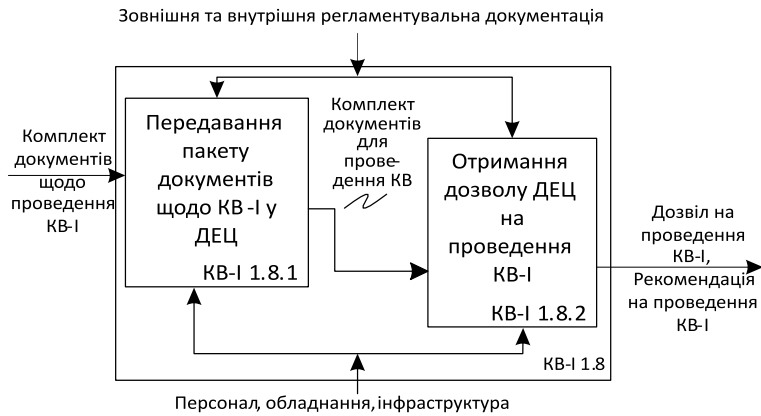 Зовнішня та внутрішня регламентувальна документація
Комплект
документів
щодо
проведення
КВ-І
Передавання
пакету
документів
щодо КВ -І у
ДЕЦ
КВ-І 1.8.1
Комплект
документів
для
прове-
дення КВ
Отримання
дозволу ДЕЦ
на
проведення
КВ-І
КВ-І 1.8.2
Дозвіл на
проведення
КВ-І,
Рекомендація
на проведення
КВ-І
КВ-І 1.8
Персонал, обладнання, інфраструктура